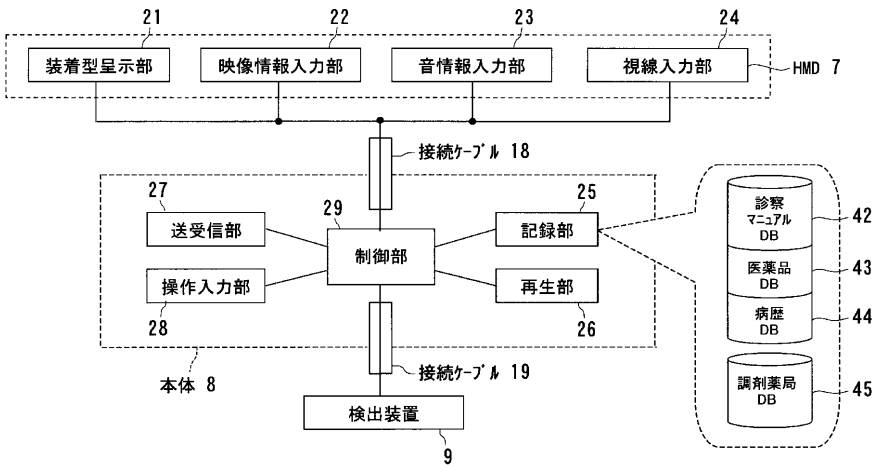 21
22
23
24
装着型呈示部
映像情報入力部
音情報入力部
視線入力部
HMD 7
接続ケーブル 18
27
29
25
送受信部
制御部
記録部
操作入力部
再生部
28
26
接続ケーブル 19
本体 8
検出装置
9
診察
マニュアル
DB
42
医薬品
DB
43
病歴
DB
44
調剤薬局
DB
45